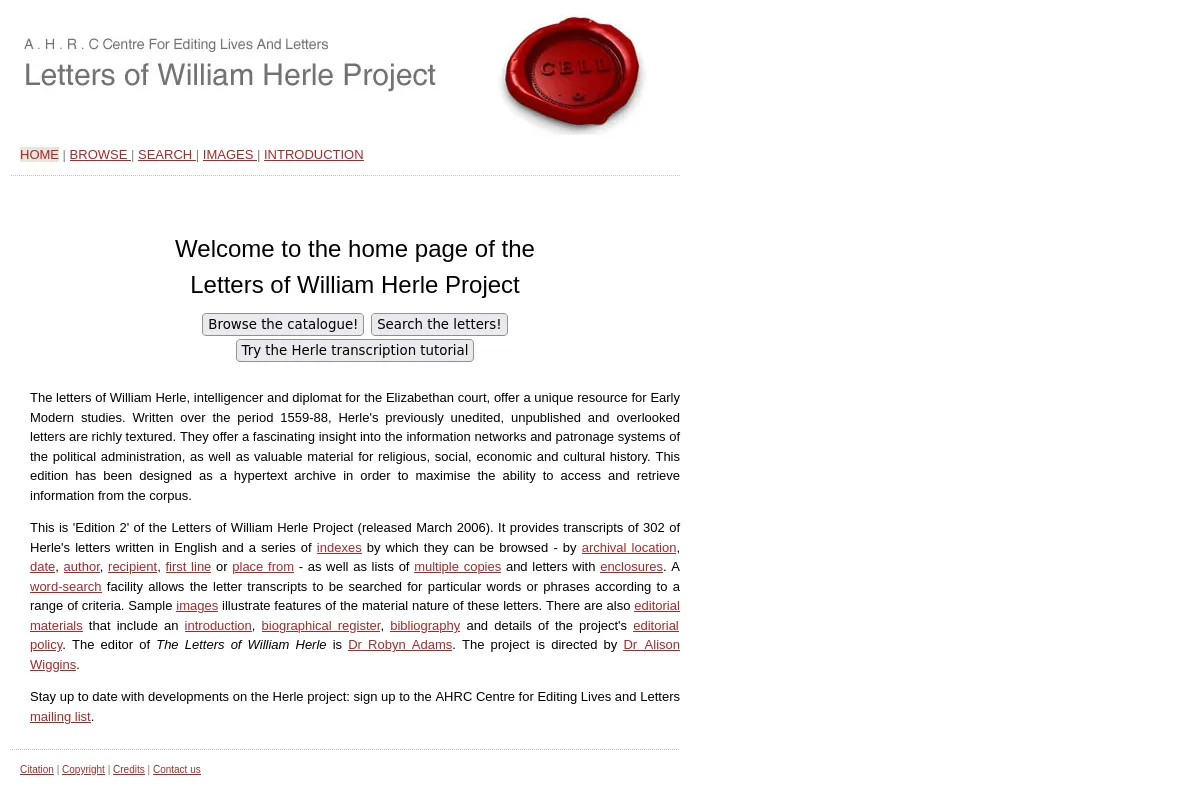 A . H . R . C Centre For Editing Lives And Letters
Letters of William Herle Project
CELL
HOME | BROWSE | SEARCH | IMAGES | INTRODUCTION
Welcome to the home page of the
Letters of William Herle Project
Browse the catalogue! Search the letters!
Try the Herle transcription tutorial
The letters of William Herle, intelligencer and diplomat for the Elizabethan court, offer a unique resource for Early
Modern studies. Written over the period 1559-88, Herle's previously unedited, unpublished and overlooked
letters are richly textured. They offer a fascinating insight into the information networks and patronage systems of
the political administration, as well as valuable material for religious, social, economic and cultural history. This
edition has been designed as a hypertext archive in order to maximise the ability to access and retrieve
information from the corpus.
This is 'Edition 2' of the Letters of William Herle Project (released March 2006). It provides transcripts of 302 of
Herle's letters written in English and a series of indexes by which they can be browsed - by archival location,
date, author, recipient, first line or place from - as well as lists of multiple copies and letters with enclosures. A
word-search facility allows the letter transcripts to be searched for particular words or phrases according to a
range of criteria. Sample images illustrate features of the material nature of these letters. There are also editorial
materials that include an introduction, biographical register, bibliography and details of the project's editorial
policy. The editor of The Letters of William Herle is Dr Robyn Adams. The project is directed by Dr Alison
Wiggins.
Stay up to date with developments on the Herle project: sign up to the AHRC Centre for Editing Lives and Letters
mailing list.
Citation | Copyright | Credits | Contact us